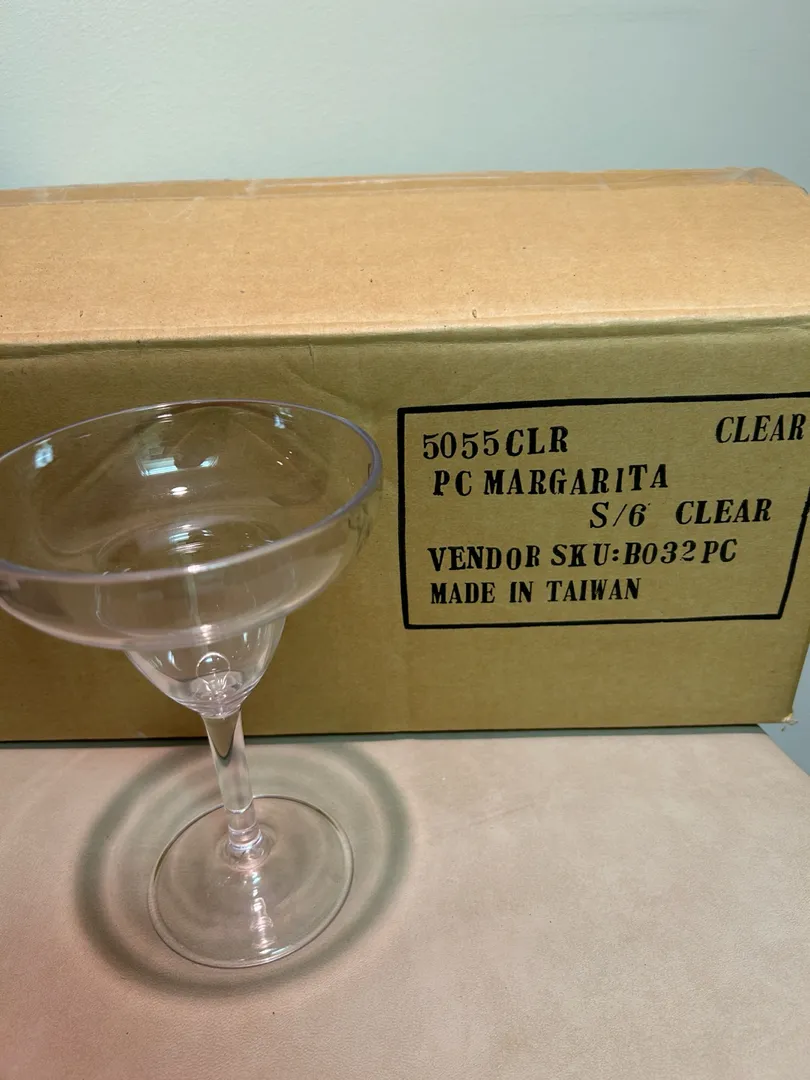 5055CLR CLEAR
PC MARGARITA
S/6 CLEAR
VENDOR SKU:B032PC
MADE IN TAIWAN